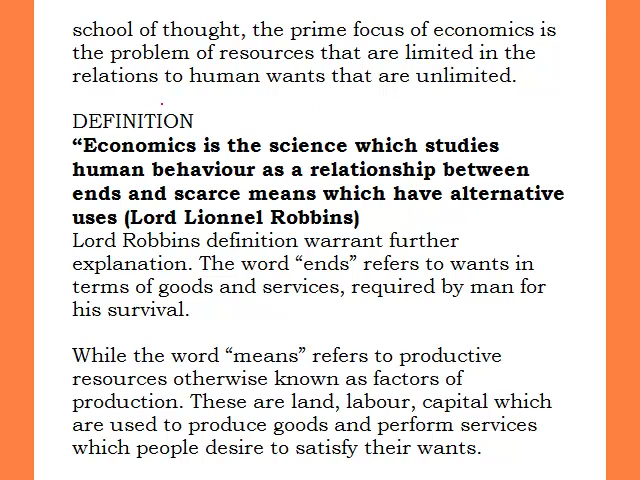 school of thought, the prime focus of economics is
the problem of resources that are limited in the
relations to human wants that are unlimited.
DEFINITION
“Economics is the science which studies
human behaviour as a relationship between
ends and scarce means which have alternative
uses (Lord Lionnel Robbins)
Lord Robbins definition warrant further
explanation. The word “ends” refers to wants in
terms of goods and services, required by man for
his survival.
While the word “means” refers to productive
resources otherwise known as factors of
production. These are land, labour, capital which
are used to produce goods and perform services
which people desire to satisfy their wants.